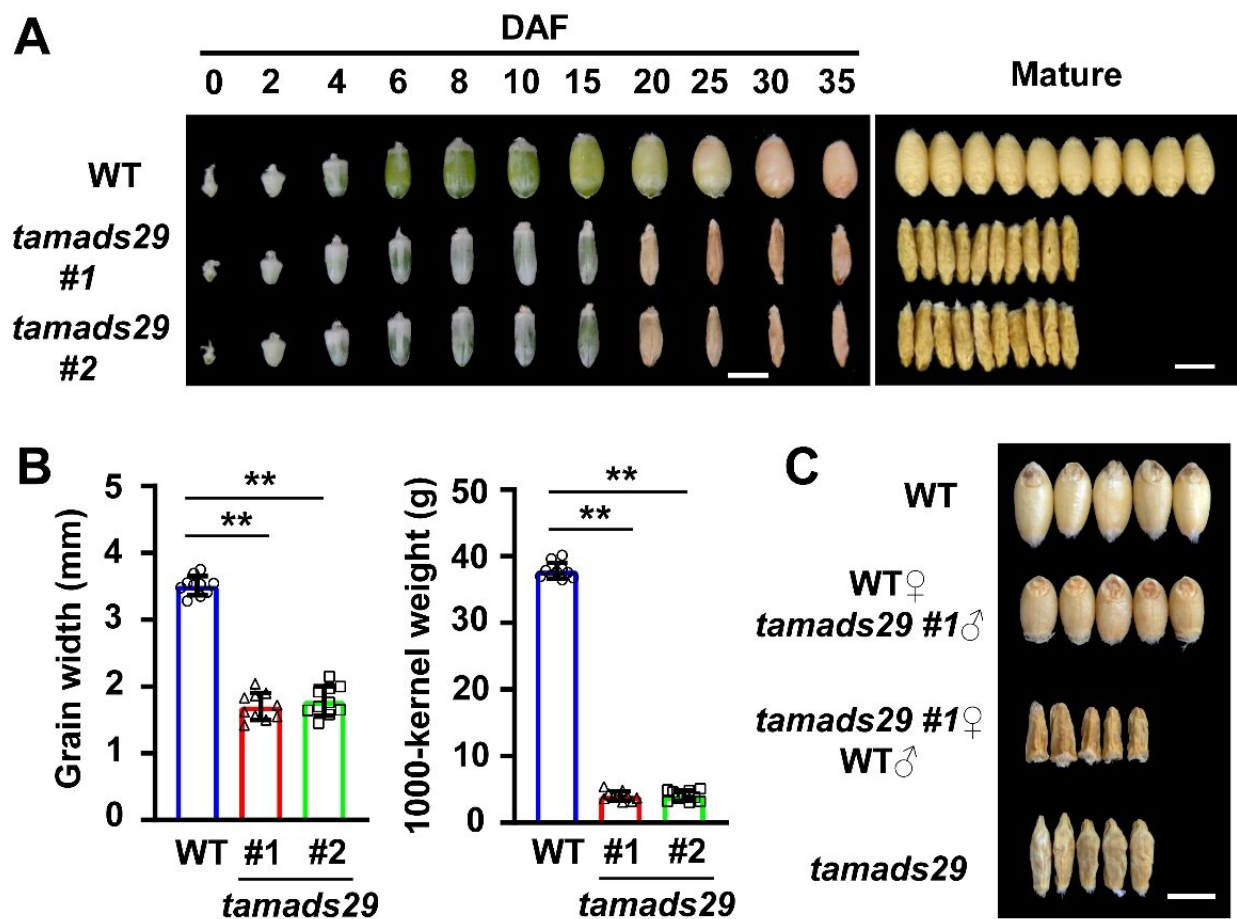 A
DAF
0 2 4 6 8 10 15 20 25 30 35
Mature
WT
tamads29
#1
tamads29
#2
B
Grain width (mm)
5
4
3
2
1
0
**
**
WT #1 #2
tamads29
1000-kernel weight (g)
50
40
30
20
10
0
**
**
WT #1 #2
tamads29
C
WT
WT♀
tamads29 #1♂
tamads29 #1♀
WT♂
tamads29